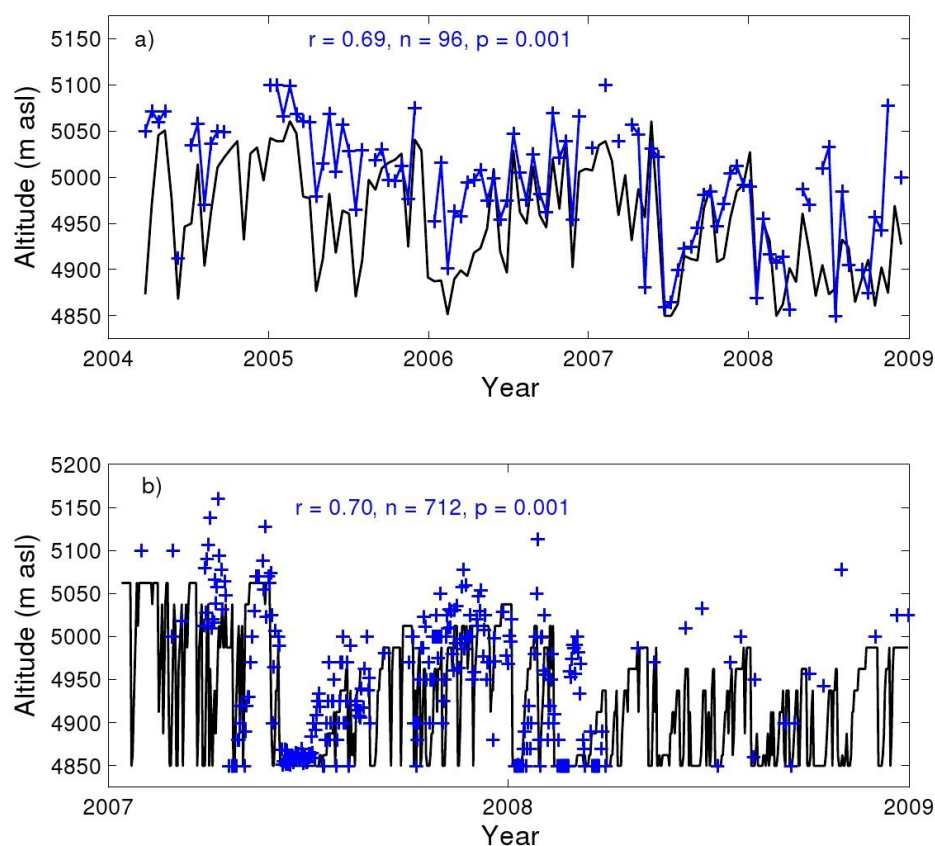 a)
r = 0.69, n = 96, p = 0.001
5150
5100
5050
5000
4950
4900
4850
Altitude (m asl)
2004 2005 2006 2007 2008 2009
Year
b)
r = 0.70, n = 712, p = 0.001
5200
5150
5100
5050
5000
4950
4900
4850
Altitude (m asl)
2007 2008 2009
Year